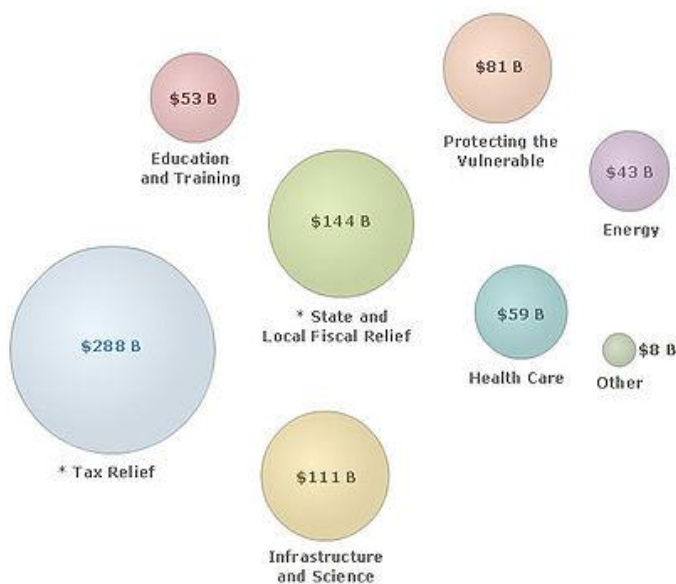 $53 B
Education
and Training
$81 B
Protecting the
Vulnerable
$43 B
Energy
$144 B
* State and
Local Fiscal Relief
$288 B
* Tax Relief
$59 B
Health Care
$8 B
Other
$111 B
Infrastructure
and Science